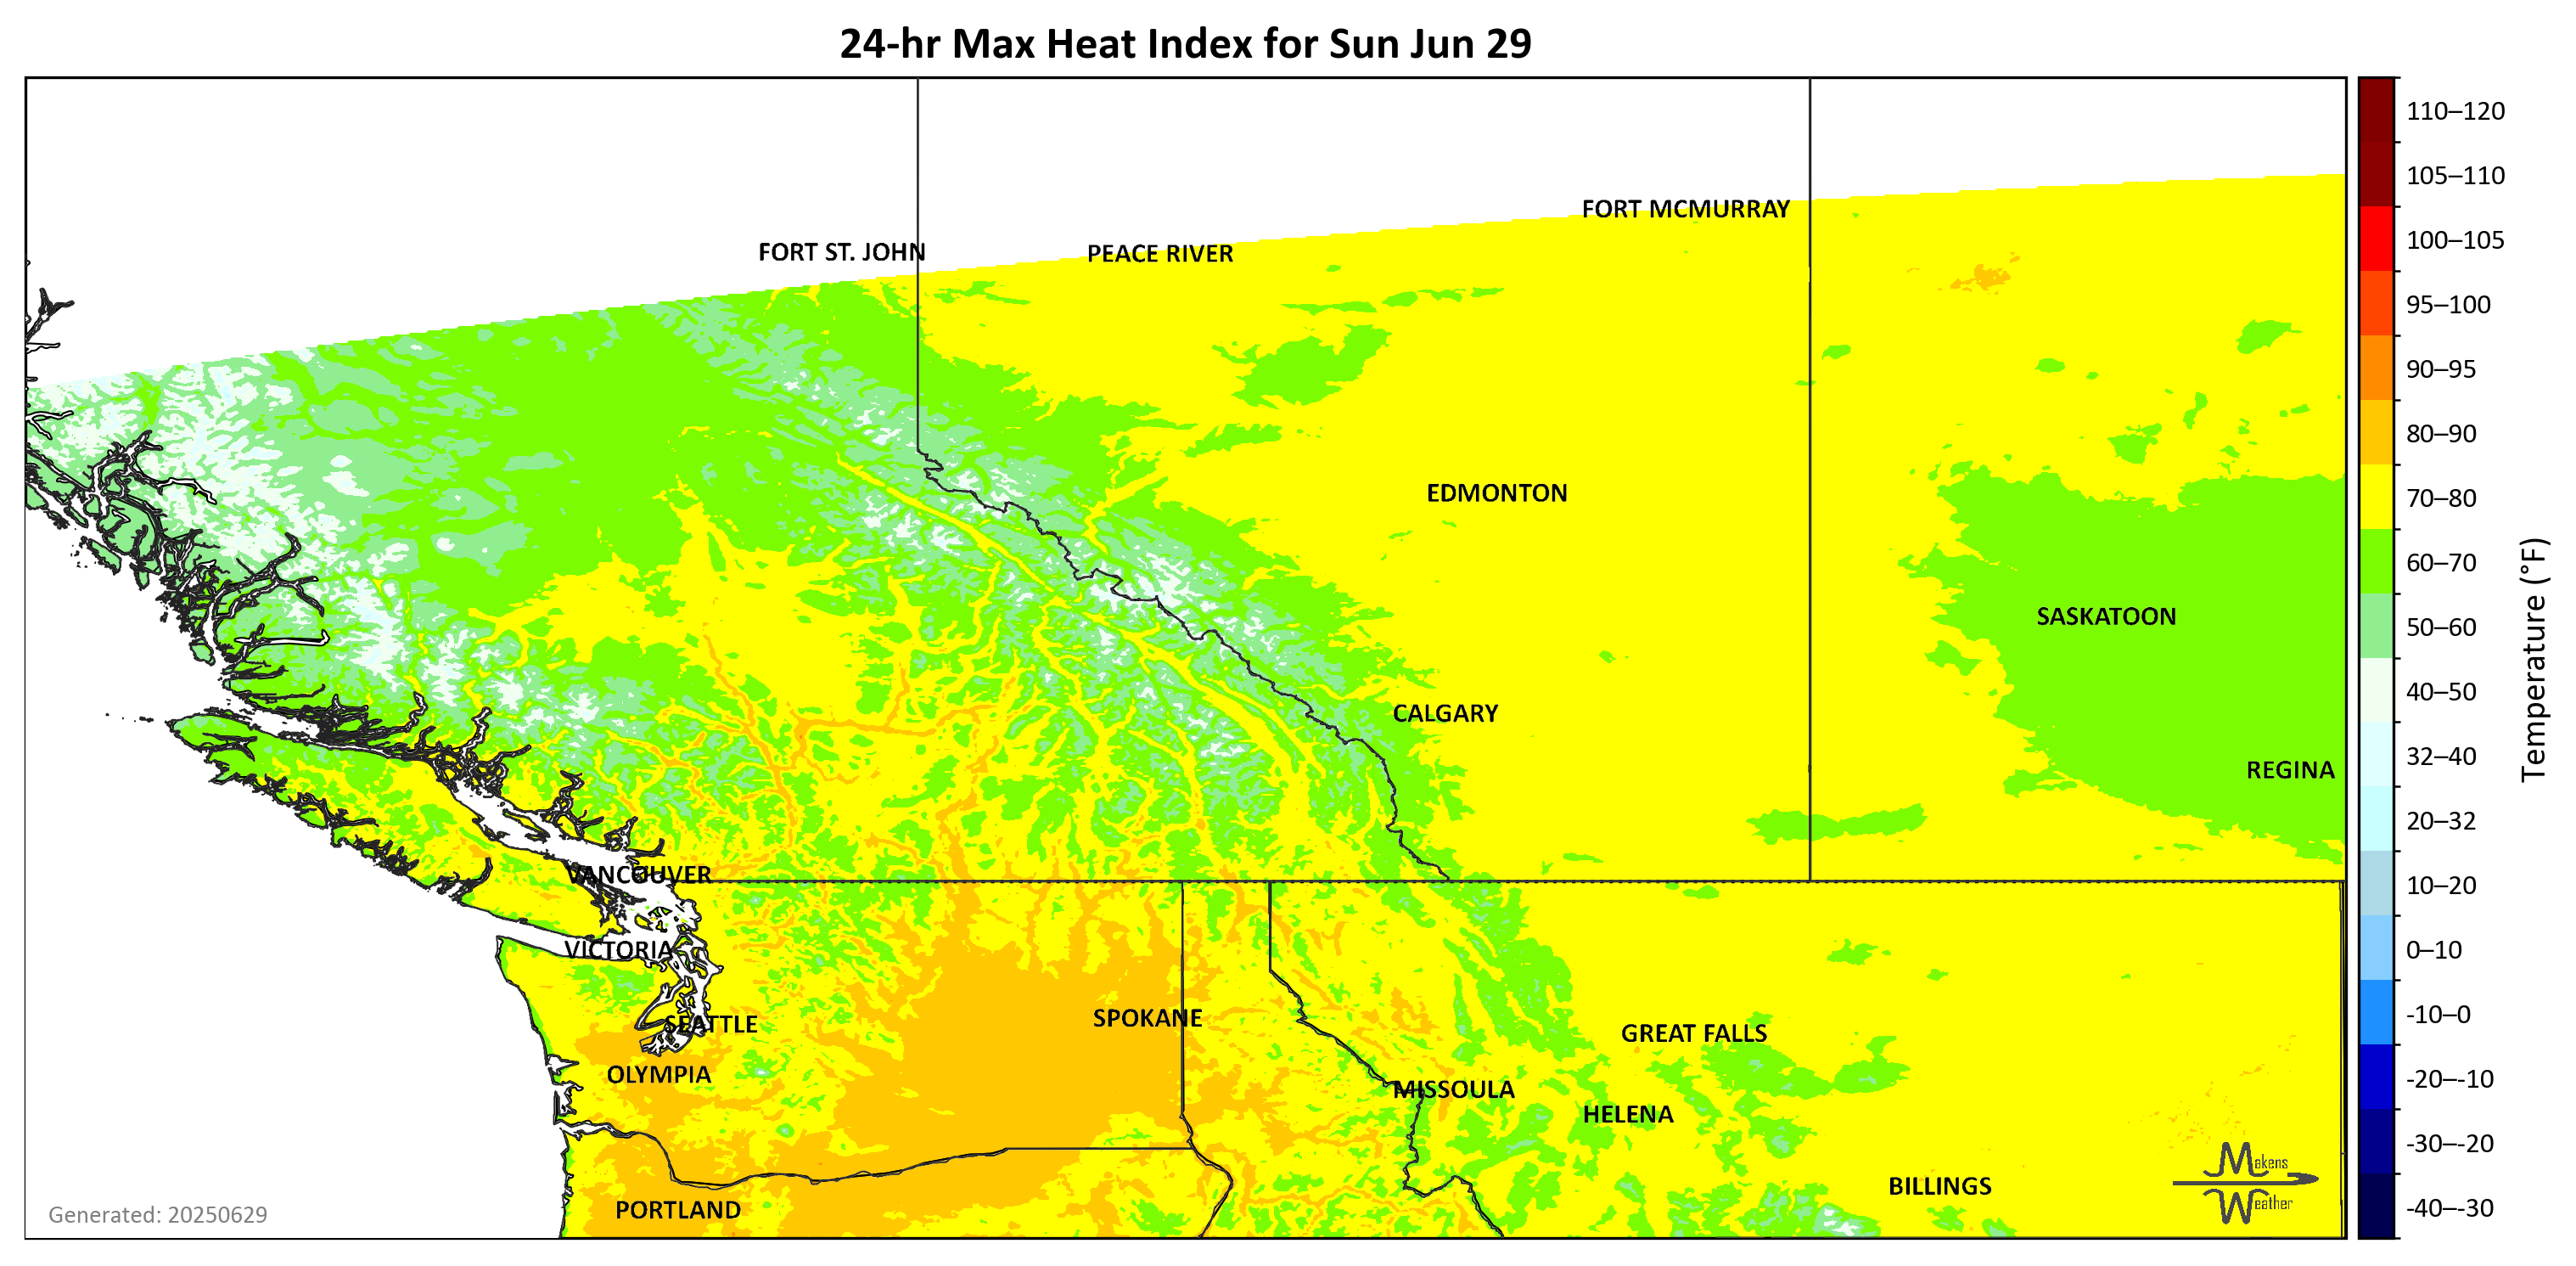 24-hr Max Heat Index for Sun Jun 29
FORT MCMURRAY
FORT ST. JOHN
PEACE RIVER
EDMONTON
SASKATOON
CALGARY
REGINA
VANCOUVER
VICTORIA
SEATTLE
SPOKANE
GREAT FALLS
OLYMPIA
MISSOULA
HELENA
BILLINGS
PORTLAND
Makens
Weather
Generated: 20250629
110–120
105–110
100–105
95–100
90–95
80–90
70–80
60–70
50–60
40–50
32–40
20–32
10–20
0–10
-10–0
-20–-10
-30–-20
-40–-30
Temperature (°F)